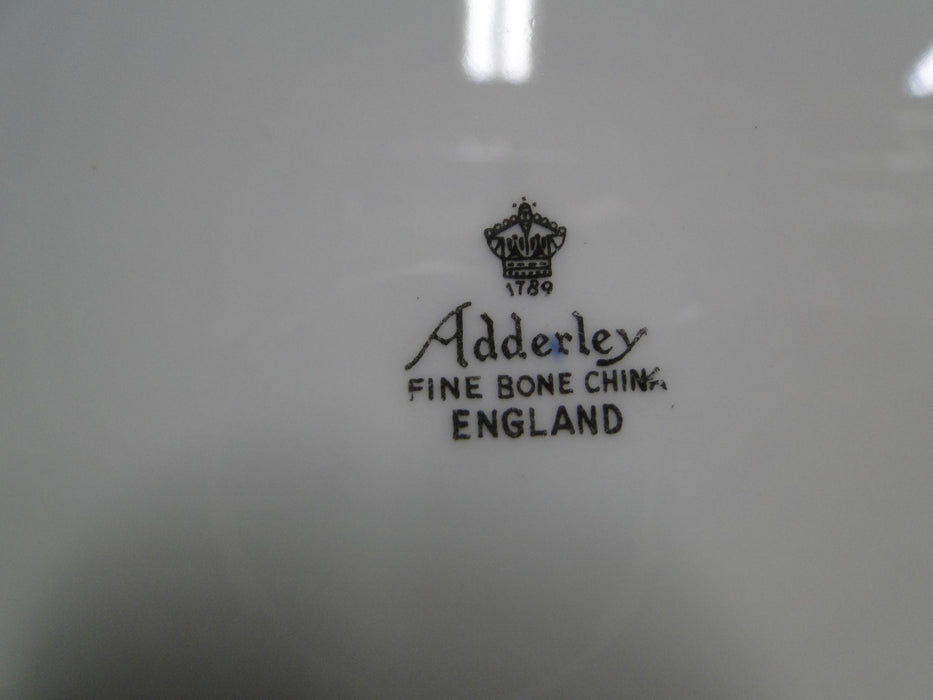 1789
Adderley
FINE BONE CHINA
ENGLAND